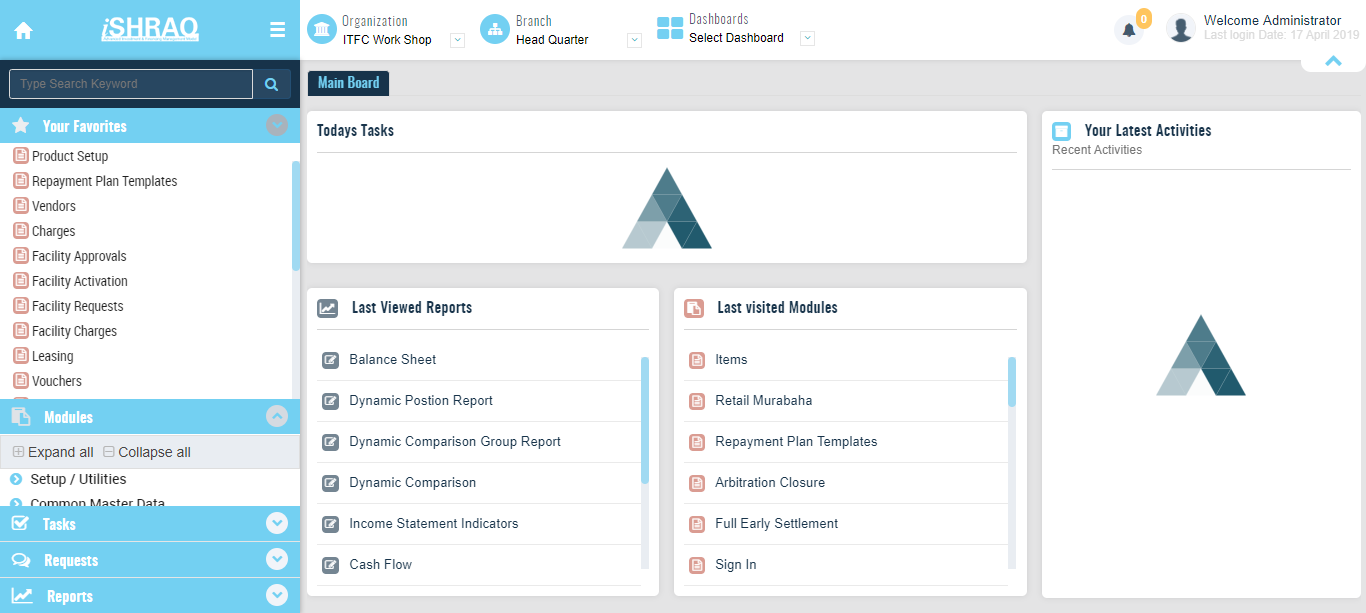 iSHRAQ
Organization
ITFC Work Shop
Branch
Head Quarter
Dashboards
Select Dashboard
0
Welcome Administrator
Last login Date: 17 April 2019
Type Search Keyword
Your Favorites
Product Setup
Repayment Plan Templates
Vendors
Charges
Facility Approvals
Facility Activation
Facility Requests
Facility Charges
Leasing
Vouchers
Modules
Expand all
Collapse all
Setup / Utilities
Common Master Data
Tasks
Requests
Reports
Main Board
Todays Tasks
Last Viewed Reports
Balance Sheet
Dynamic Postion Report
Dynamic Comparison Group Report
Dynamic Comparison
Income Statement Indicators
Cash Flow
Last visited Modules
Items
Retail Murabaha
Repayment Plan Templates
Arbitration Closure
Full Early Settlement
Sign In
Your Latest Activities
Recent Activities